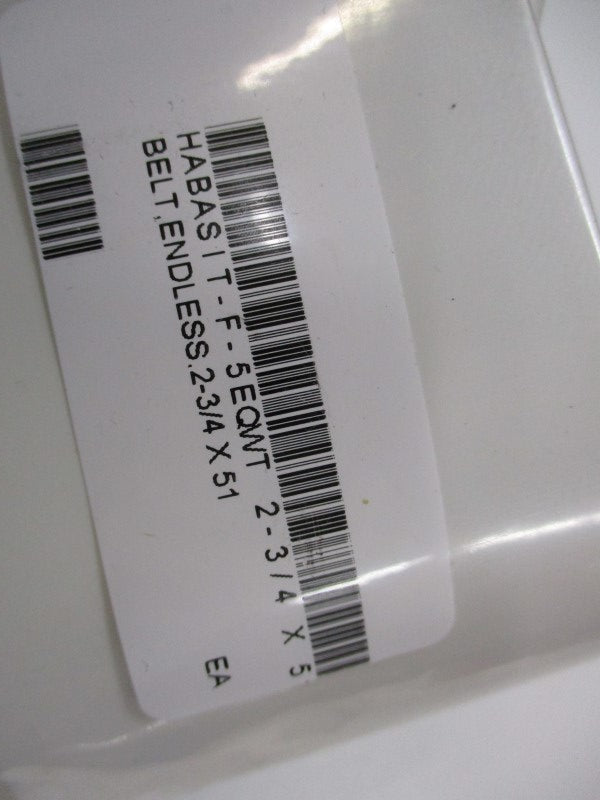 HABASIT-F-5EQWT 2-3/4 X 5
BELT,ENDLESS.2-3/4 X 51
EA